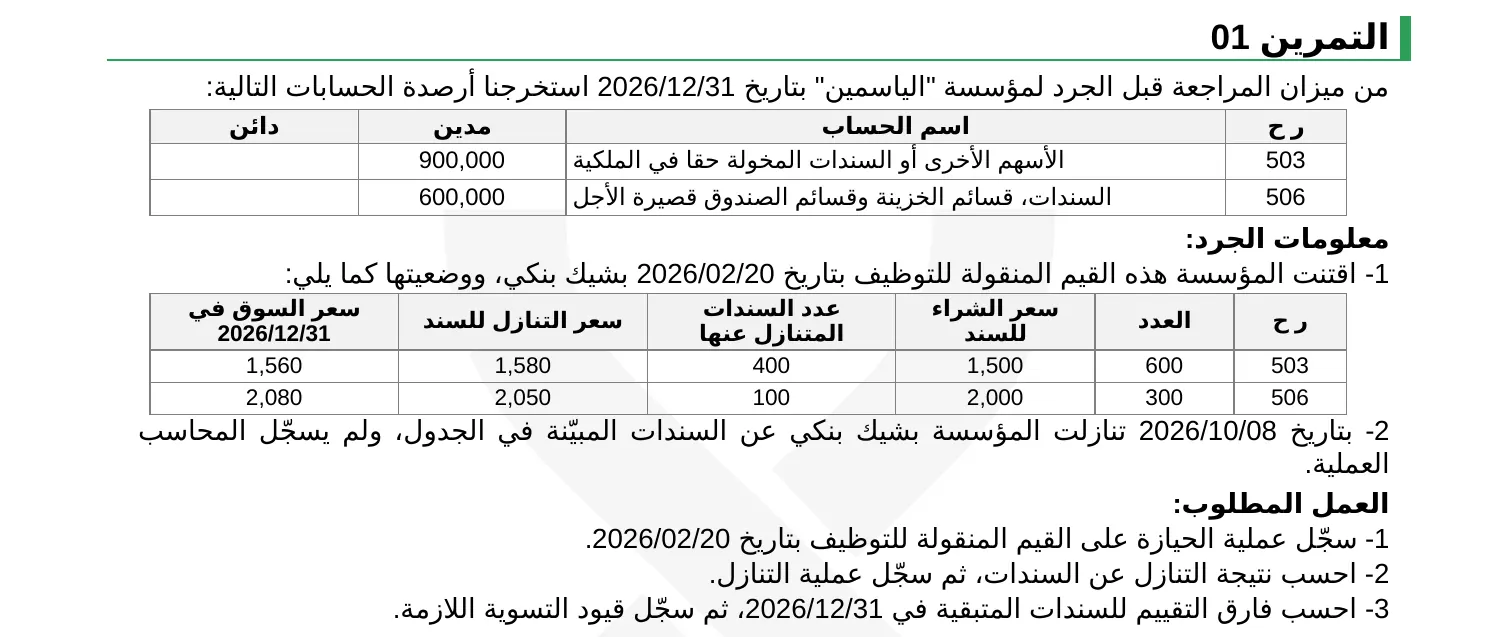 التمرين 01
من ميزان المراجعة قبل الجرد لمؤسسة "الياسمين" بتاريخ 2026/12/31 استخرجنا أرصدة الحسابات التالية:
ر ح | اسم الحساب | مدين | دائن
503 | الأسهم الأخرى أو السندات المخولة حقا في الملكية | 900,000 |
506 | السندات، قسائم الخزينة وقسائم الصندوق قصيرة الأجل | 600,000 |
معلومات الجرد:
1- اقتنت المؤسسة هذه القيم المنقولة للتوظيف بتاريخ 2026/02/20 بشيك بنكي، ووضعيتها كما يلي:
ر ح | العدد | سعر الشراء للسند | عدد السندات المتنازل عنها | سعر التنازل للسند | سعر السوق في 2026/12/31
503 | 600 | 1,500 | 400 | 1,580 | 1,560
506 | 300 | 2,000 | 100 | 2,050 | 2,080
2- بتاريخ 2026/10/08 تنازلت المؤسسة بشيك بنكي عن السندات المبيّنة في الجدول، ولم يسجّل المحاسب
العملية.
العمل المطلوب:
1- سجّل عملية الحيازة على القيم المنقولة للتوظيف بتاريخ 2026/02/20.
2- احسب نتيجة التنازل عن السندات، ثم سجّل عملية التنازل.
3- احسب فارق التقييم للسندات المتبقية في 2026/12/31، ثم سجّل قيود التسوية اللازمة.